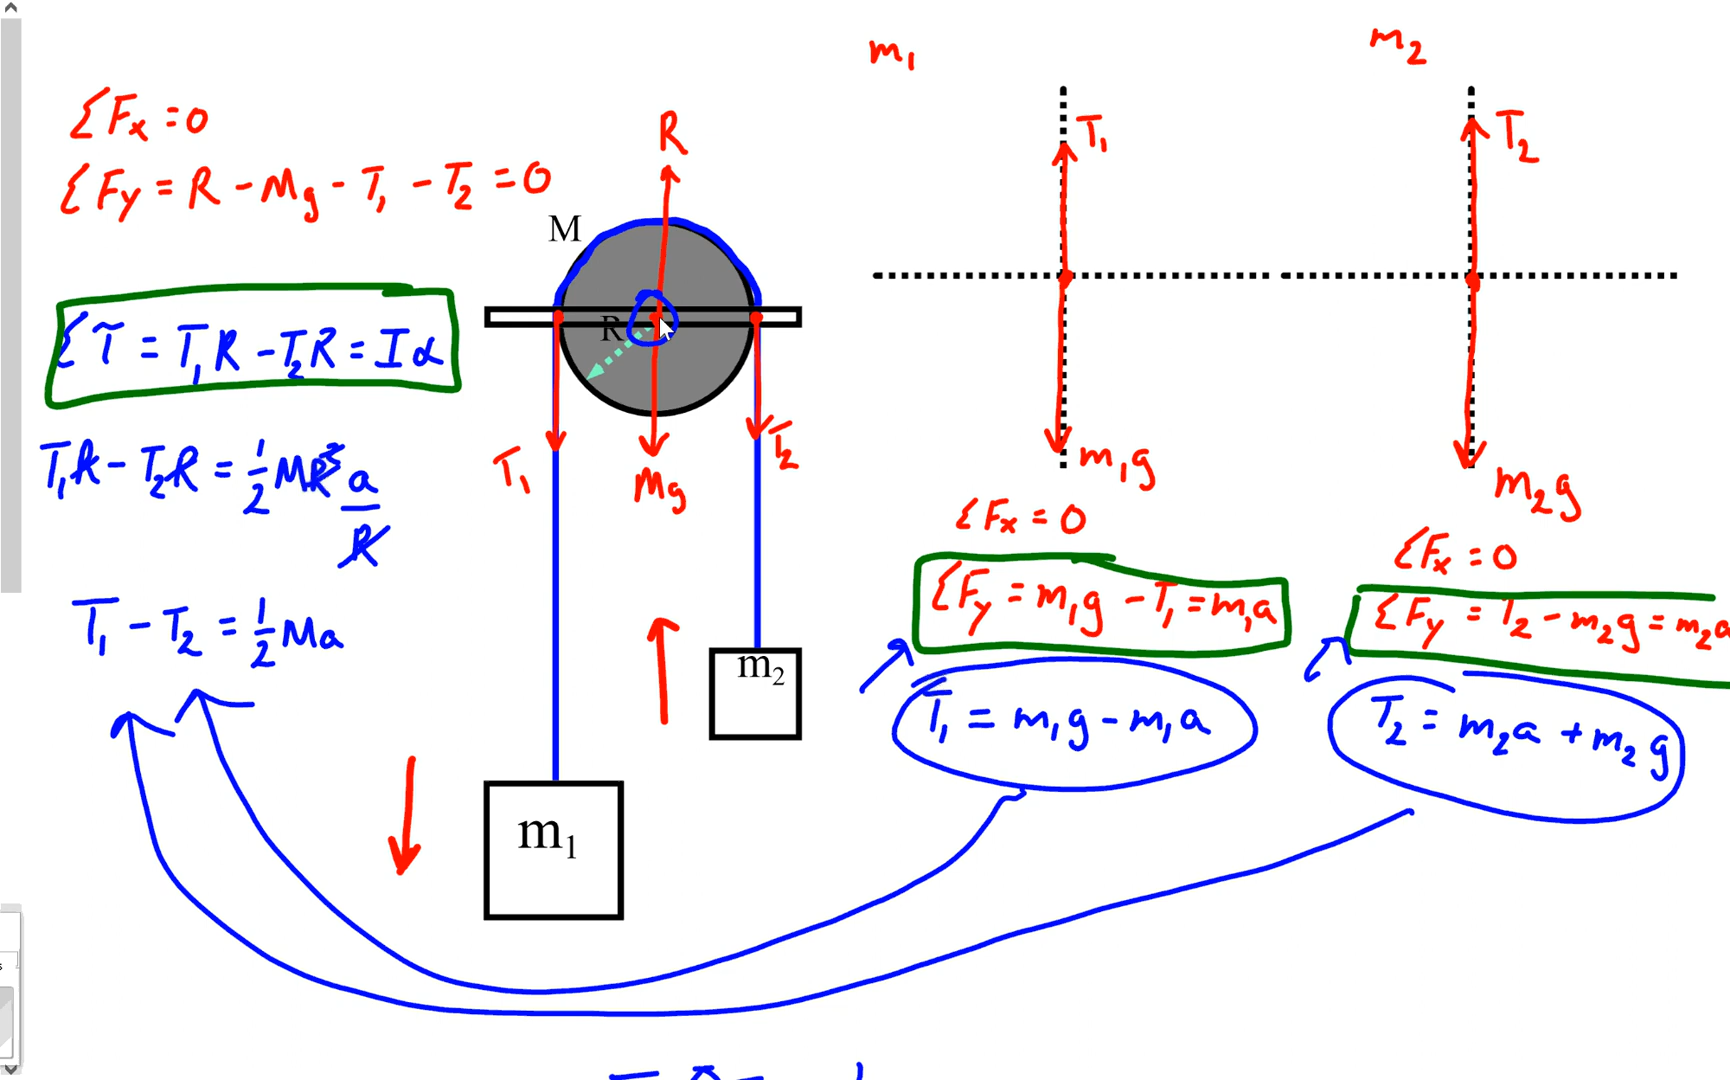 ΣFx = 0
ΣFy = R - Mg - T₁ - T₂ = 0
Στ = T₁R - T₂R = Iα
T₁R - T₂R = ½MR² a/R
T₁ - T₂ = ½Ma
R
M
R
T₁
Mg
T₂
m₂
m₁
m₁
T₁
m₁g
ΣFx = 0
ΣFy = m₁g - T₁ = m₁a
T₁ = m₁g - m₁a
m₂
T₂
m₂g
ΣFx = 0
ΣFy = T₂ - m₂g = m₂a
T₂ = m₂a + m₂g